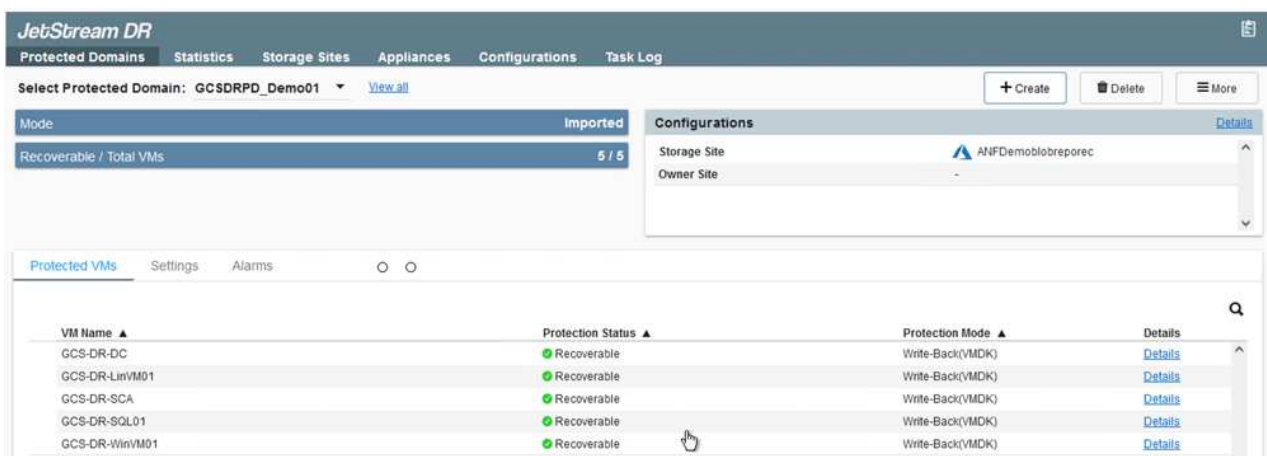 JetStream DR
Protected Domains Statistics Storage Sites Appliances Configurations Task Log
Select Protected Domain: GCSDRPD_Demo01 View all + Create Delete More
Mode Imported
Recoverable / Total VMs 5 / 5
Configurations Details
Storage Site ANFDemoblobreporec
Owner Site -
Protected VMs Settings Alarms
VM Name ▲ Protection Status ▲ Protection Mode ▲ Details
GCS-DR-DC Recoverable Write-Back(VMDK) Details
GCS-DR-LinVM01 Recoverable Write-Back(VMDK) Details
GCS-DR-SCA Recoverable Write-Back(VMDK) Details
GCS-DR-SQL01 Recoverable Write-Back(VMDK) Details
GCS-DR-WinVM01 Recoverable Write-Back(VMDK) Details